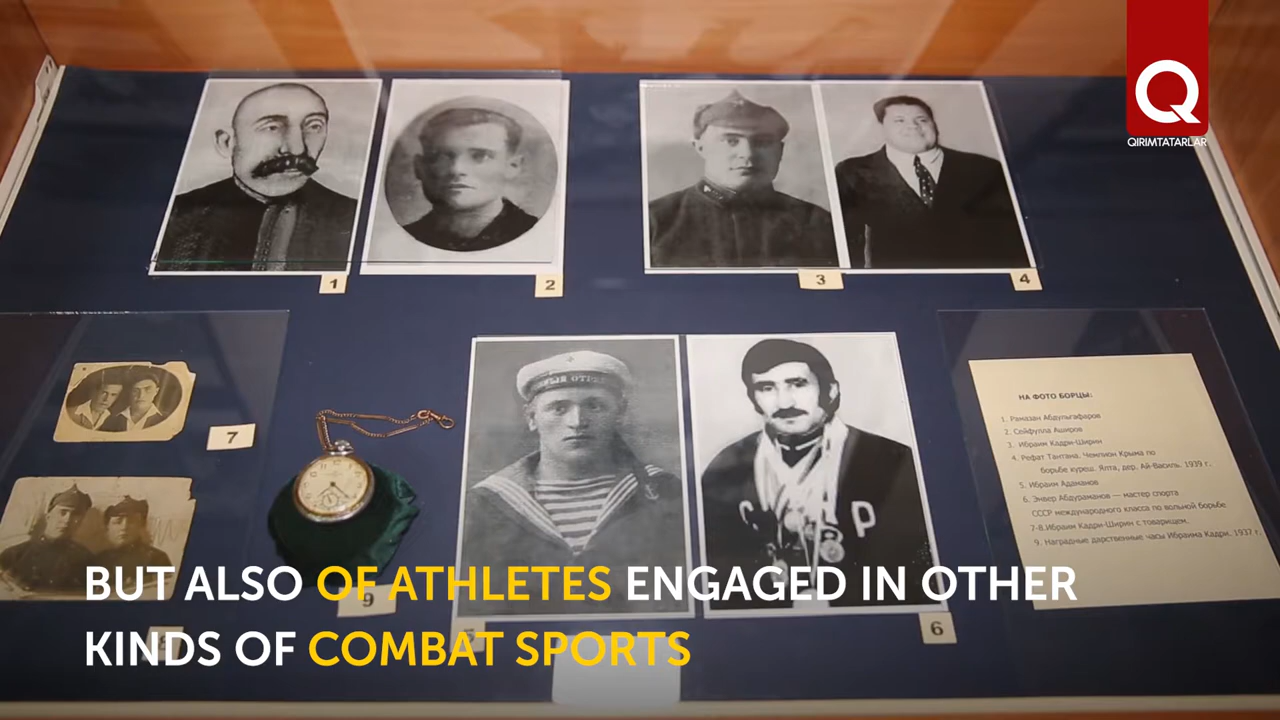 QIRIMTATARLAR
1
2
3
4
НЫЙ ОТРЯ
7
С Р
НА ФОТО БОРЦЫ:
1. Рамазан Абдульгафаров
2. Сейфулла Аширов
3. Ибраим Кадри-Ширин
4. Рефат Тантана. Чемпион Крыма по
борьбе куреш. Ялта, дер. Ай-Василь. 1939 г.
5. Ибраим Адаманов
6. Энвер Абдураманов — мастер спорта
СССР международного класса по вольной борьбе
7-8.Ибраим Кадри-Ширин с товарищем.
9. Наградные дарственные часы Ибраима Кадри. 1937 г.
9
6
BUT ALSO OF ATHLETES ENGAGED IN OTHER
KINDS OF COMBAT SPORTS